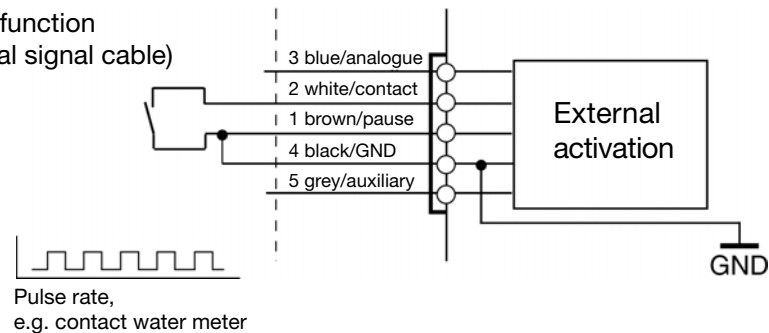 function
al signal cable)
3 blue/analogue
2 white/contact
1 brown/pause
4 black/GND
5 grey/auxiliary
External
activation
GND
Pulse rate,
e.g. contact water meter